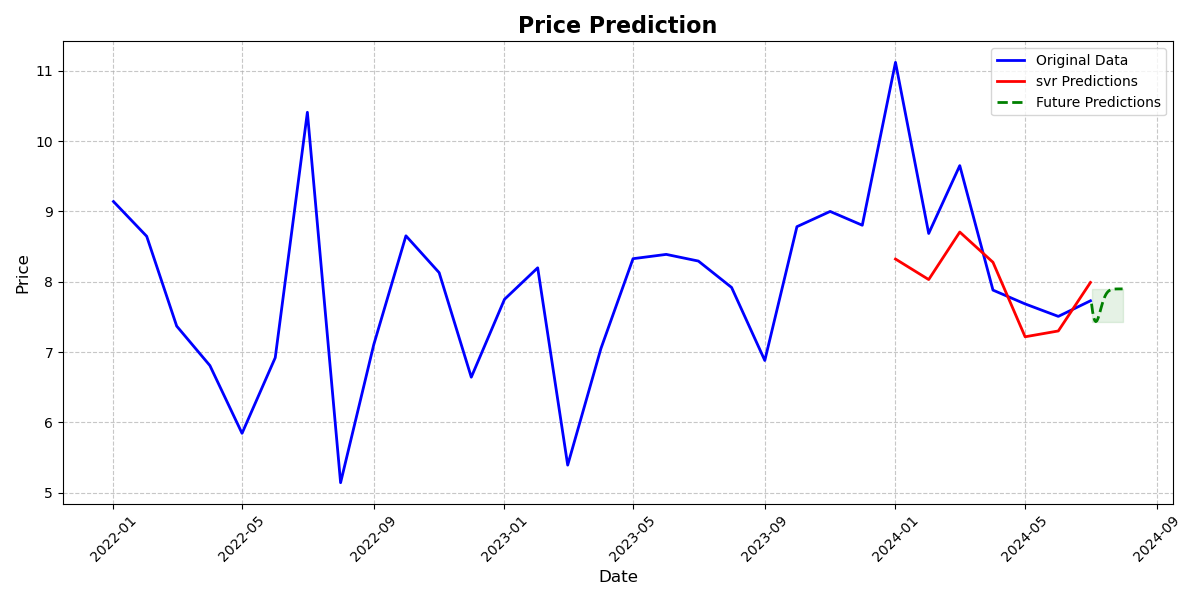 Price Prediction
Original Data
svr Predictions
Future Predictions
Price
11
10
9
8
7
6
5
2022-01
2022-05
2022-09
2023-01
2023-05
2023-09
2024-01
2024-05
2024-09
Date